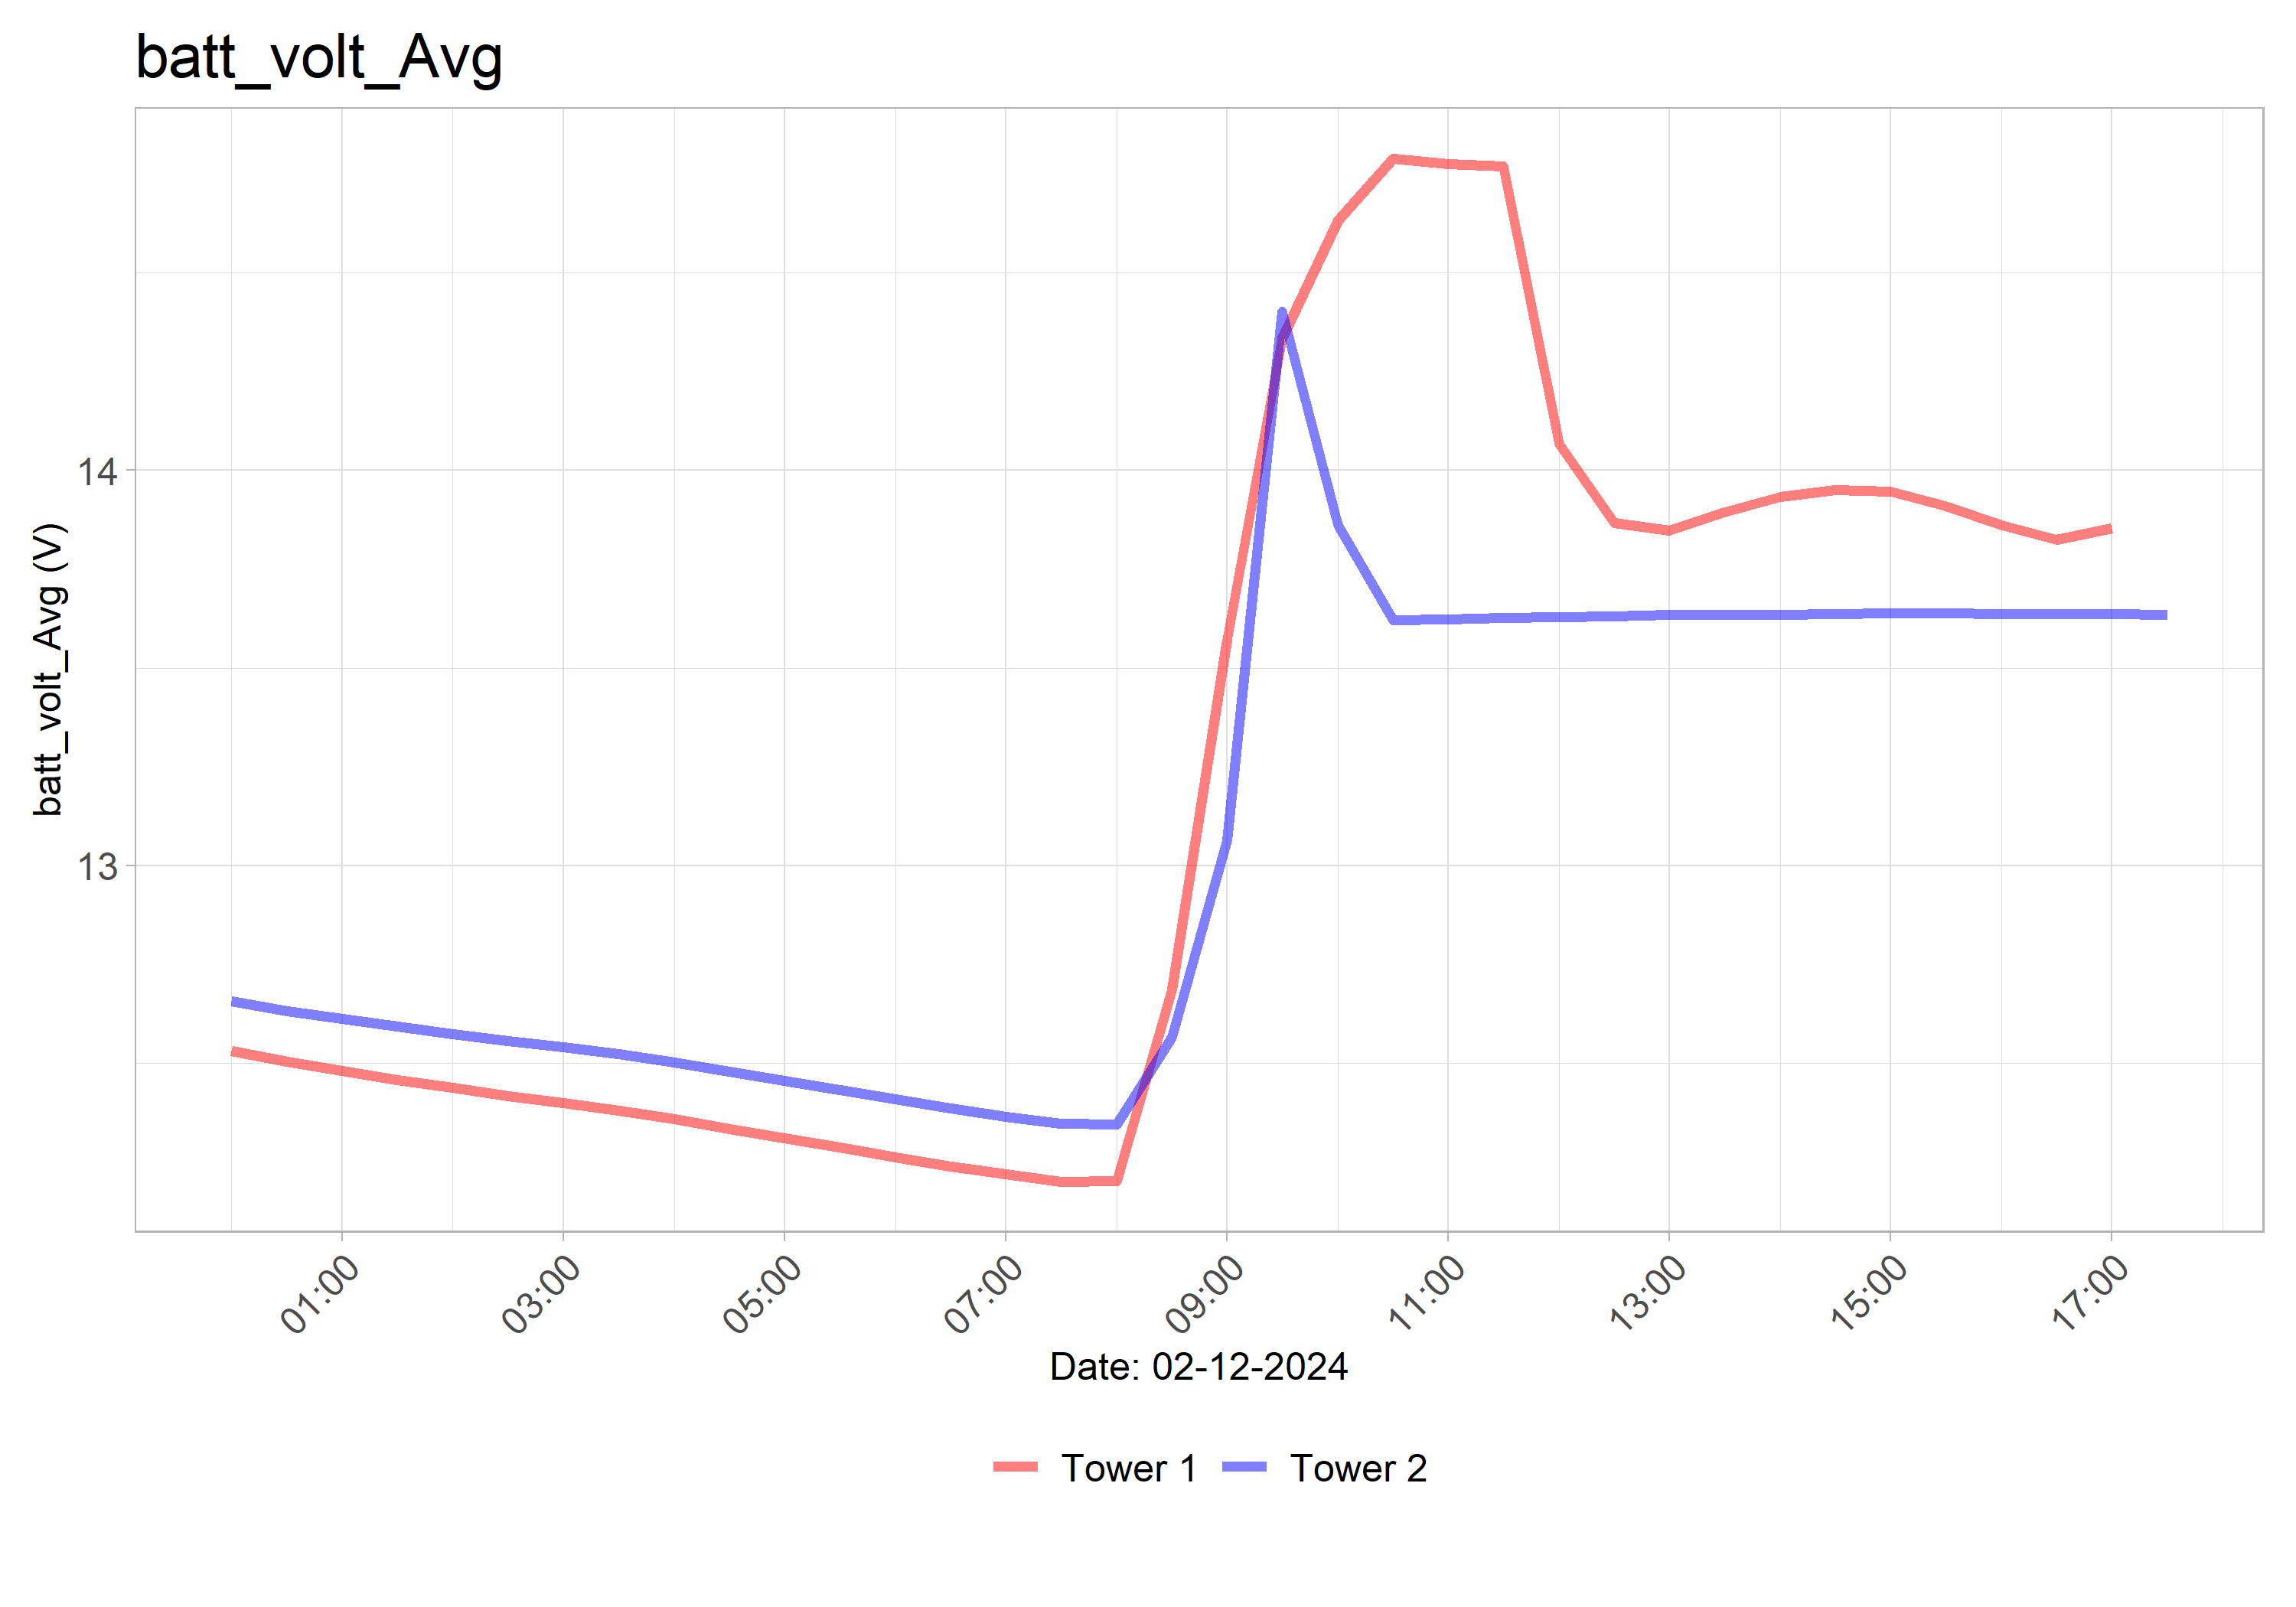 batt_volt_Avg
batt_volt_Avg (V)
14
13
01:00
03:00
05:00
07:00
09:00
11:00
13:00
15:00
17:00
Date: 02-12-2024
Tower 1
Tower 2